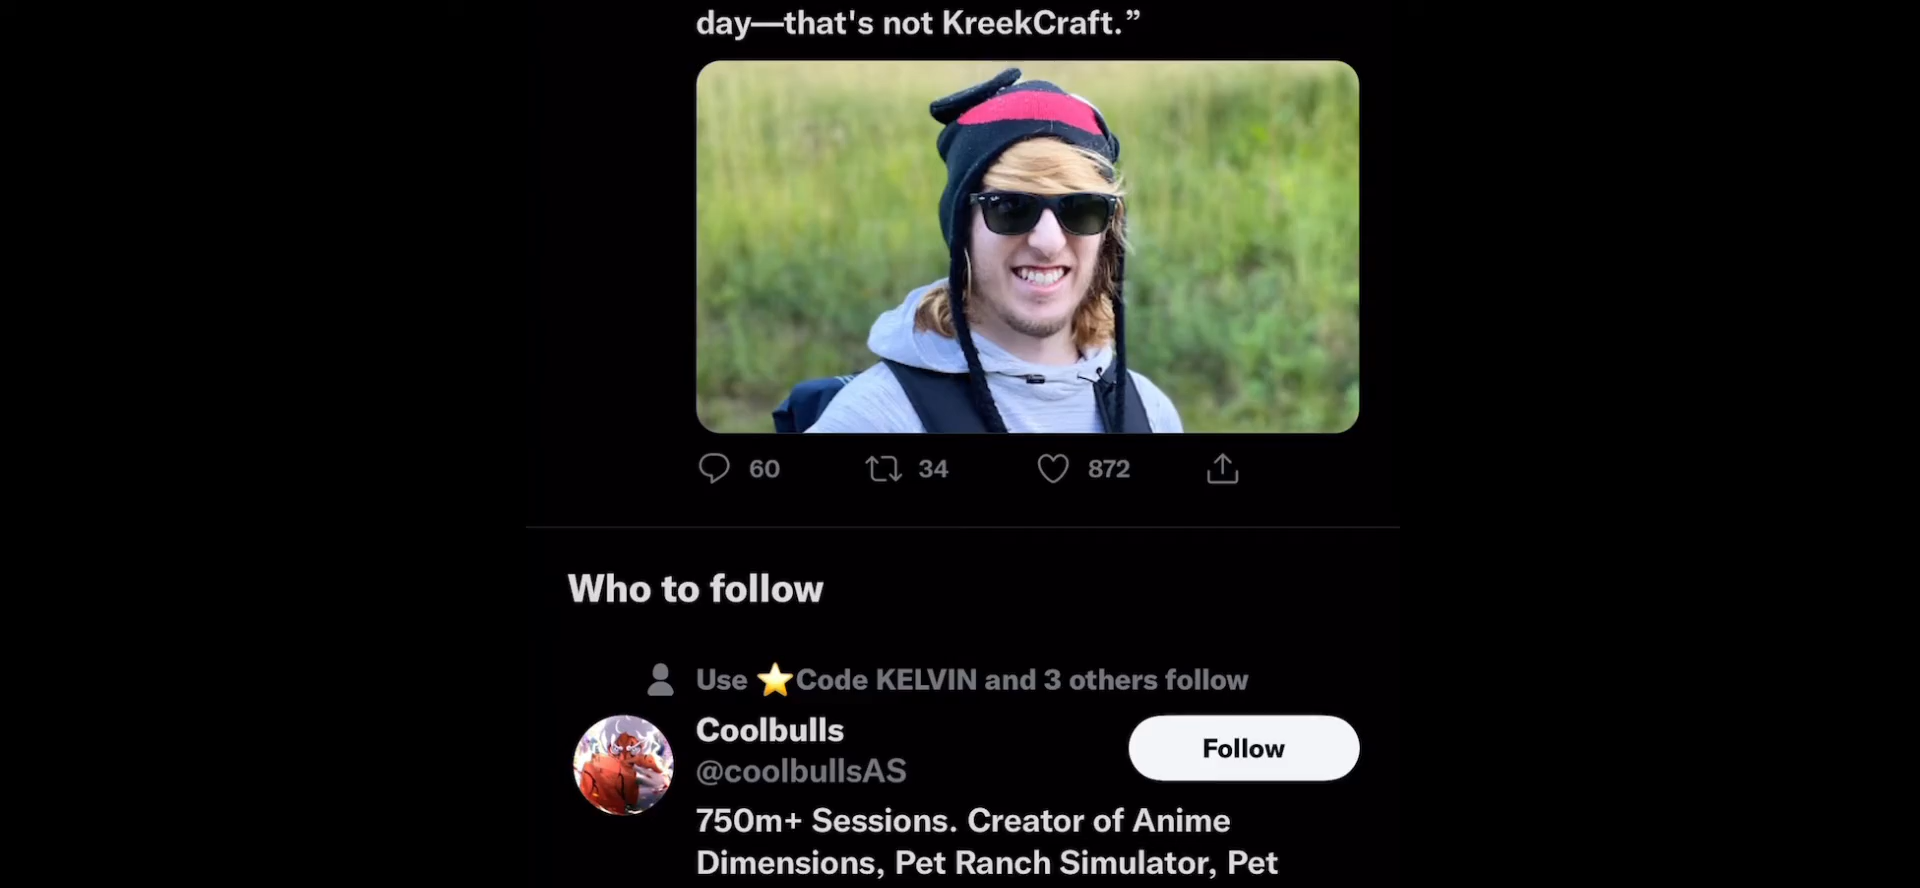 day—that's not KreekCraft.”
60 34 872
Who to follow
Use ⭐Code KELVIN and 3 others follow
Coolbulls
Follow
@coolbullsAS
750m+ Sessions. Creator of Anime
Dimensions, Pet Ranch Simulator, Pet